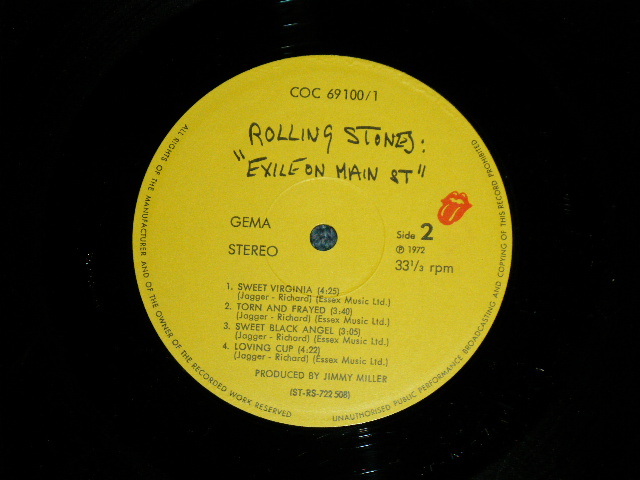 COC 69100/1
ROLLING STONES:
"EXILE ON MAIN ST"
GEMA
STEREO
Side 2
℗ 1972
33 1/3 rpm
1. SWEET VIRGINIA (4:25)
(Jagger - Richard) (Essex Music Ltd.)
2. TORN AND FRAYED (3:40)
(Jagger - Richard) (Essex Music Ltd.)
3. SWEET BLACK ANGEL (3:05)
(Jagger - Richard) (Essex Music Ltd.)
4. LOVING CUP (4:22)
(Jagger - Richard) (Essex Music Ltd.)
PRODUCED BY JIMMY MILLER
(ST-RS-722 508)
ALL RIGHTS OF THE MANUFACTURER AND OF THE OWNER OF THE RECORDED WORK RESERVED
UNAUTHORISED PUBLIC PERFORMANCE BROADCASTING AND COPYING OF THIS RECORD PROHIBITED